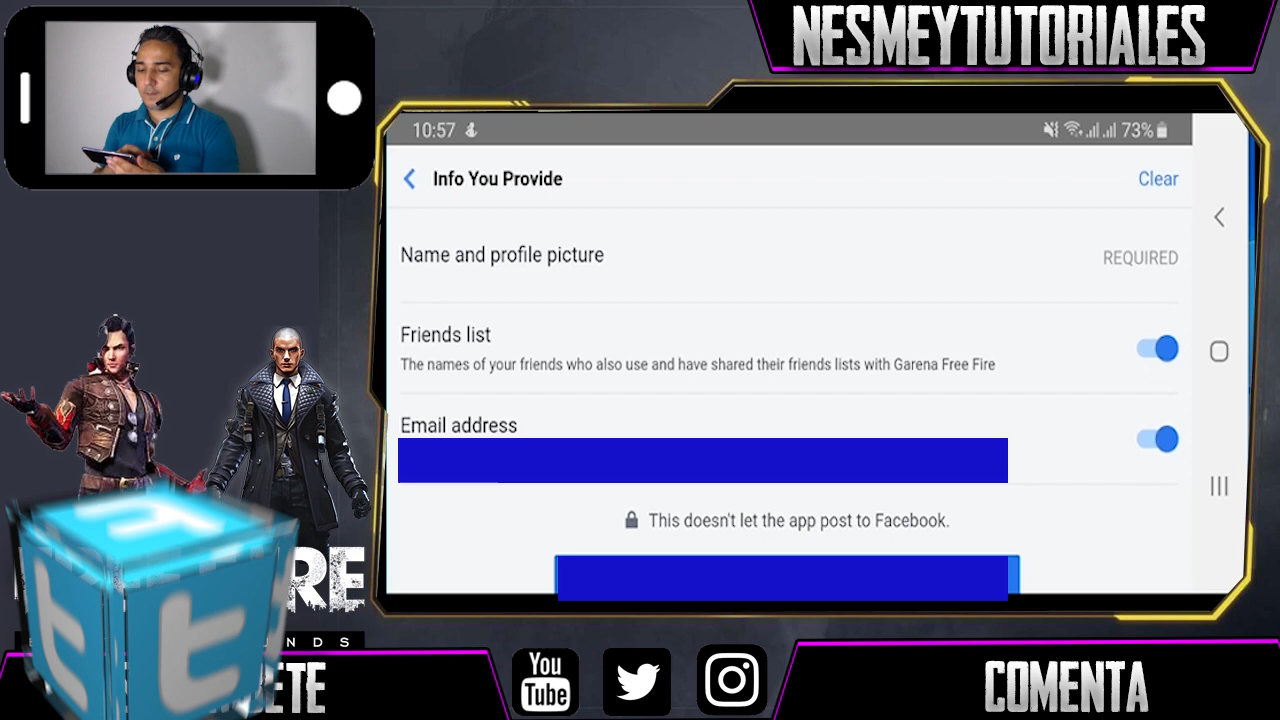 NESMEYTUTORIALES
10:57
73%
Info You Provide
Clear
Name and profile picture
REQUIRED
Friends list
The names of your friends who also use and have shared their friends lists with Garena Free Fire
Email address
This doesn't let the app post to Facebook.
RE
N D S
ETE
You
Tube
COMENTA